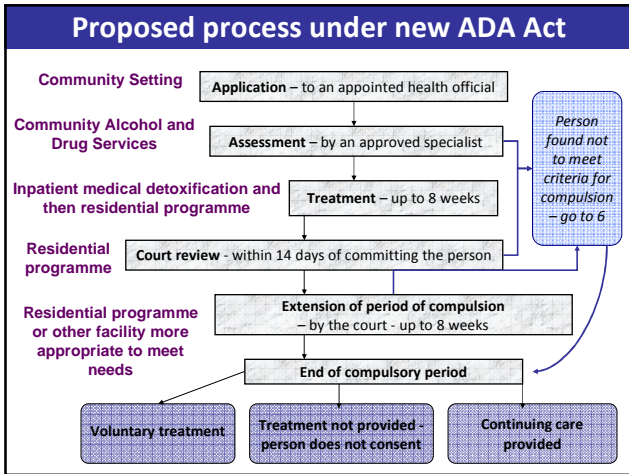 Proposed process under new ADA Act
Community Setting
Application – to an appointed health official
Community Alcohol and
Drug Services
Assessment – by an approved specialist
Person
found not
to meet
criteria for
compulsion
– go to 6
Inpatient medical detoxification and
then residential programme
Treatment – up to 8 weeks
Residential
programme
Court review - within 14 days of committing the person
Residential programme
or other facility more
appropriate to meet
needs
Extension of period of compulsion
– by the court - up to 8 weeks
End of compulsory period
Voluntary treatment
Treatment not provided -
person does not consent
Continuing care
provided